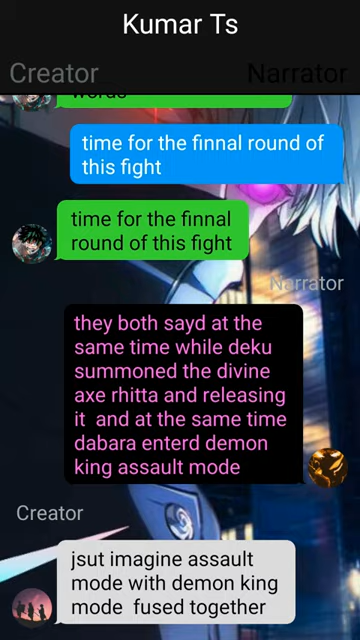 Kumar Ts
Creator
Narrator
words
time for the finnal round of
this fight
time for the finnal
round of this fight
Narrator
they both sayd at the
same time while deku
summoned the divine
axe rhitta and releasing
it and at the same time
dabara enterd demon
king assault mode
Creator
jsut imagine assault
mode with demon king
mode fused together